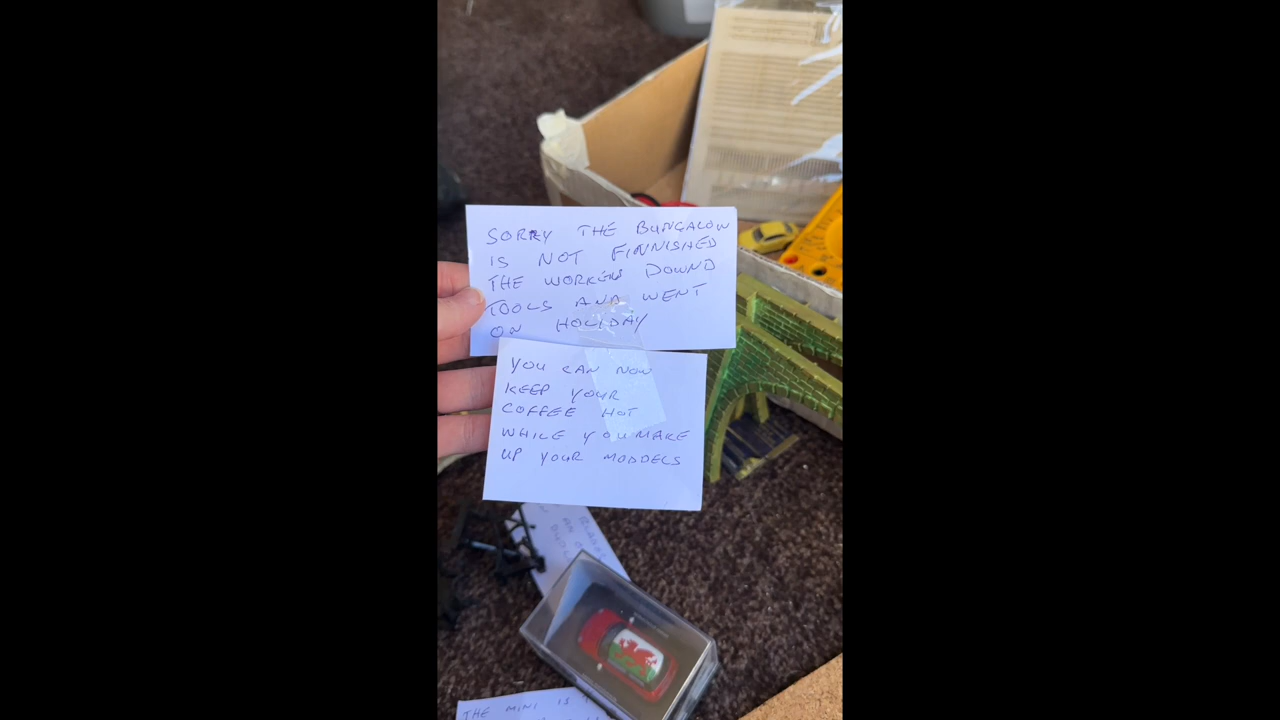 SORRY THE BUNGALOW
IS NOT FINNISHED
THE WORKERS DOWND
TOOLS AND WENT
ON HOLIDAY
YOU CAN NOW
KEEP YOUR
COFFEE HOT
WHILE YOU MAKE
UP YOUR MODDELS
THE MINI IS